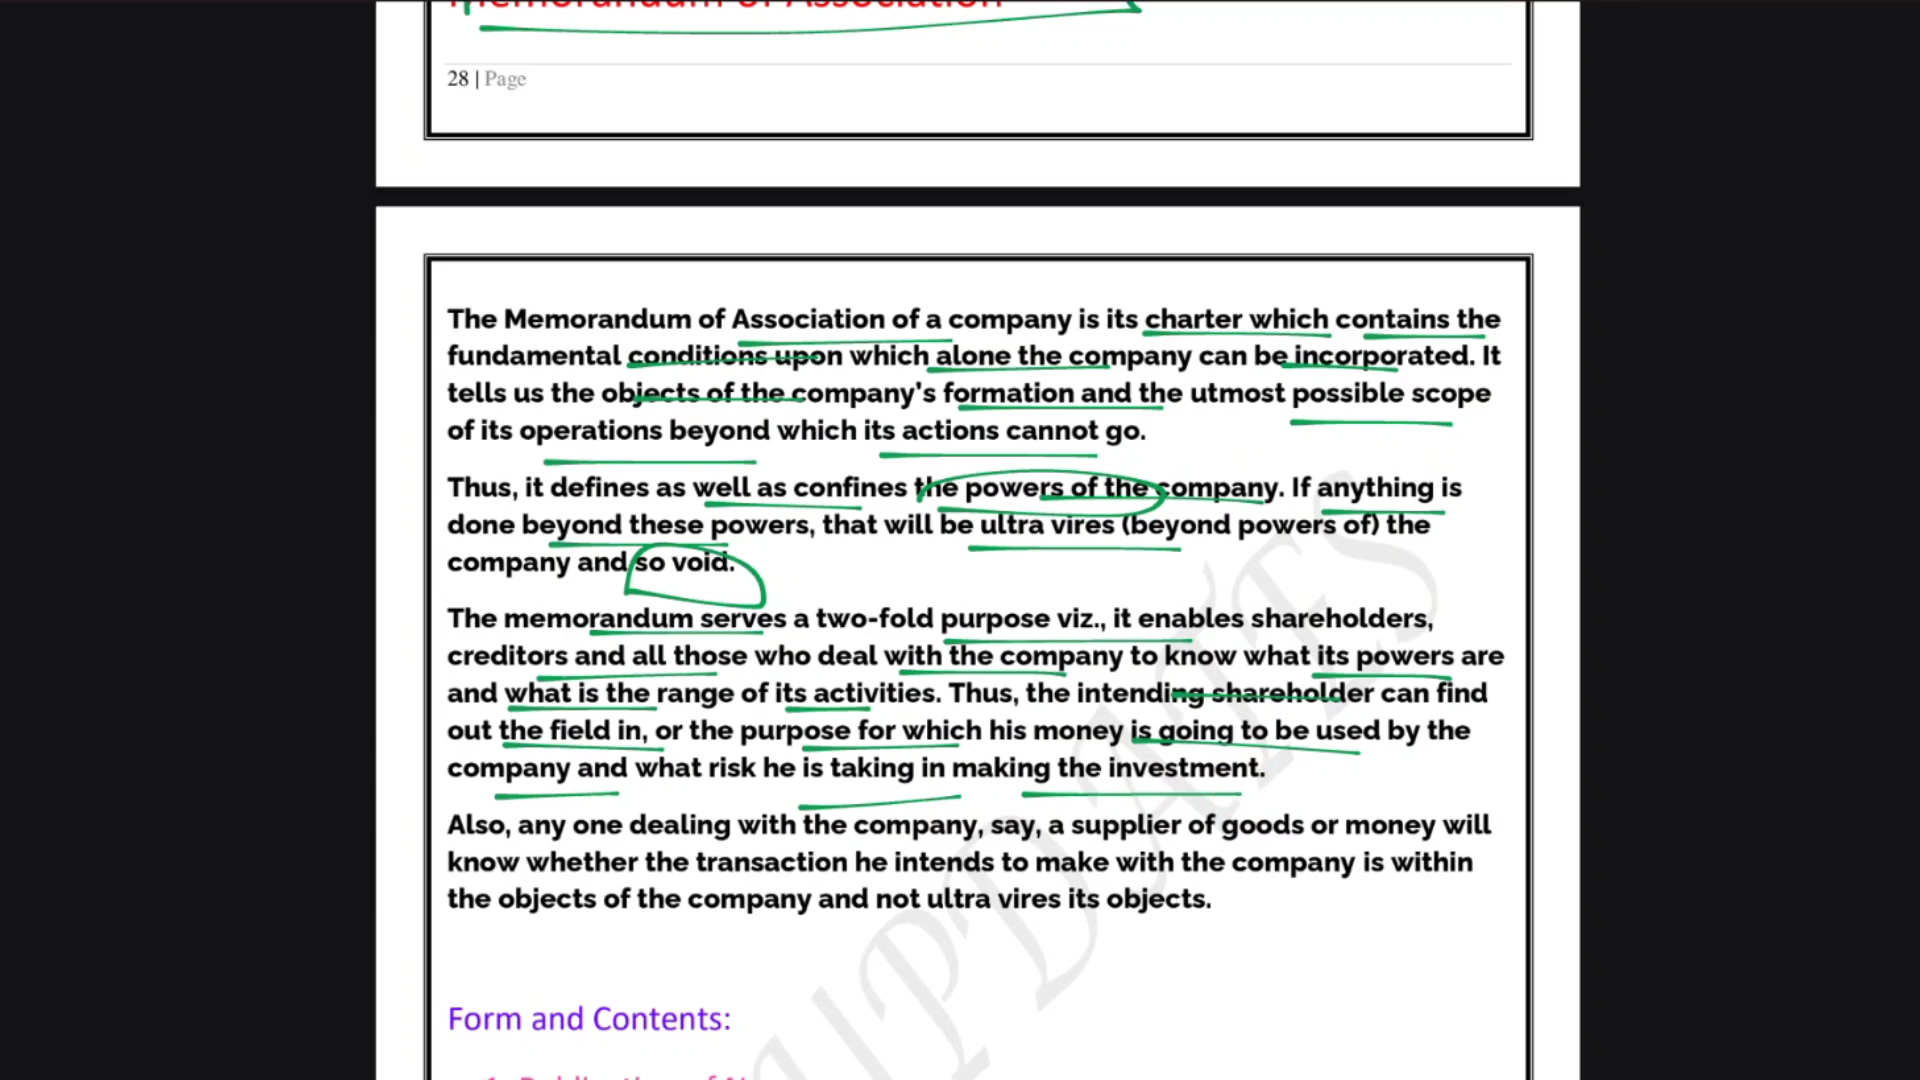 Memorandum of Association
28 | Page
The Memorandum of Association of a company is its charter which contains the
fundamental conditions upon which alone the company can be incorporated. It
tells us the objects of the company's formation and the utmost possible scope
of its operations beyond which its actions cannot go.
Thus, it defines as well as confines the powers of the company. If anything is
done beyond these powers, that will be ultra vires (beyond powers of) the
company and so void.
The memorandum serves a two-fold purpose viz., it enables shareholders,
creditors and all those who deal with the company to know what its powers are
and what is the range of its activities. Thus, the intending shareholder can find
out the field in, or the purpose for which his money is going to be used by the
company and what risk he is taking in making the investment.
Also, any one dealing with the company, say, a supplier of goods or money will
know whether the transaction he intends to make with the company is within
the objects of the company and not ultra vires its objects.
Form and Contents: